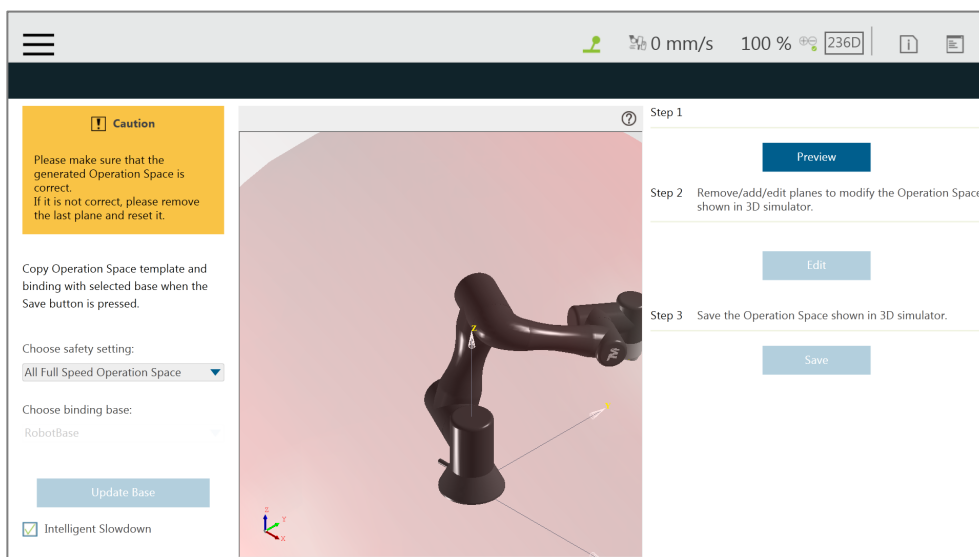 0 mm/s 100 % 236D
Caution
Please make sure that the
generated Operation Space is
correct.
If it is not correct, please remove
the last plane and reset it.
Copy Operation Space template and
binding with selected base when the
Save button is pressed.
Choose safety setting:
All Full Speed Operation Space
Choose binding base:
RobotBase
Update Base
Intelligent Slowdown
Z
Z
Y
X
Step 1
Preview
Step 2 Remove/add/edit planes to modify the Operation Space
shown in 3D simulator.
Edit
Step 3 Save the Operation Space shown in 3D simulator.
Save